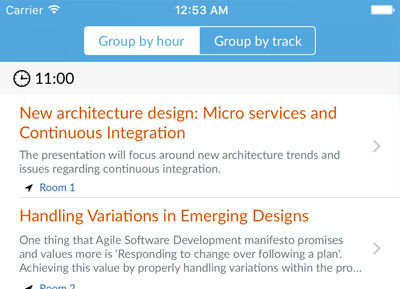 Carrier 12:53 AM
Group by hour Group by track
11:00
New architecture design: Micro services and
Continuous Integration
The presentation will focus around new architecture trends and
issues regarding continuous integration.
Room 1
Handling Variations in Emerging Designs
One thing that Agile Software Development manifesto promises
and values more is 'Responding to change over following a plan'.
Achieving this value by properly handling variations within the pro...
Room 2